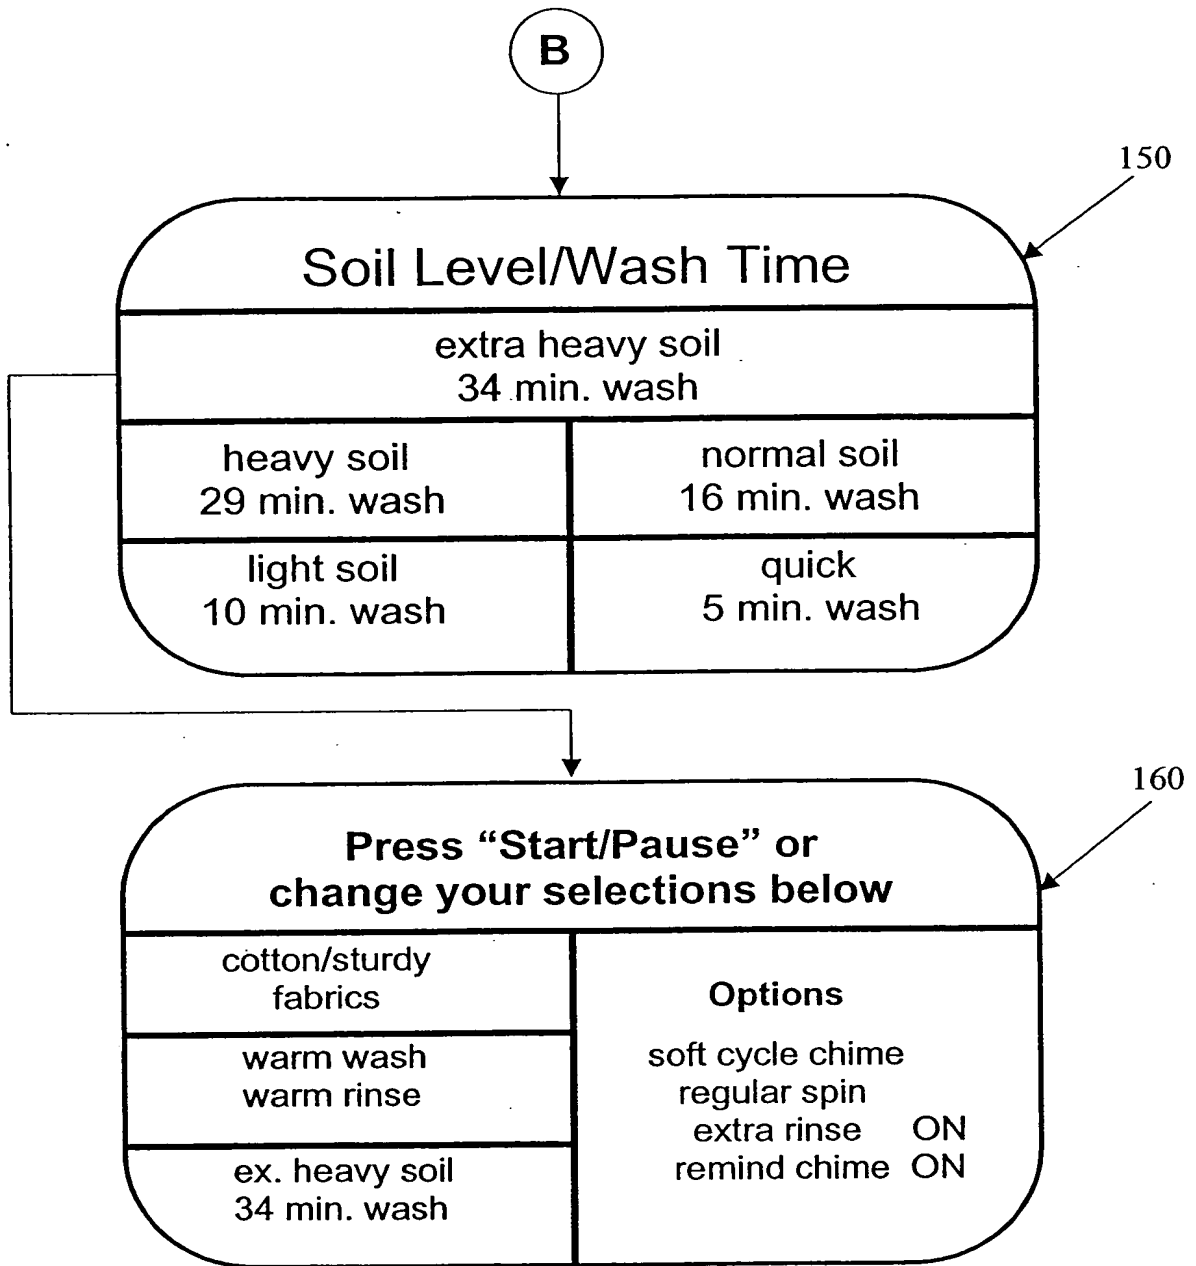 B
150
Soil Level/Wash Time
extra heavy soil
34 min. wash
heavy soil
29 min. wash
normal soil
16 min. wash
light soil
10 min. wash
quick
5 min. wash
160
Press “Start/Pause” or
change your selections below
cotton/sturdy
fabrics
warm wash
warm rinse
ex. heavy soil
34 min. wash
Options
soft cycle chime
regular spin
extra rinse ON
remind chime ON